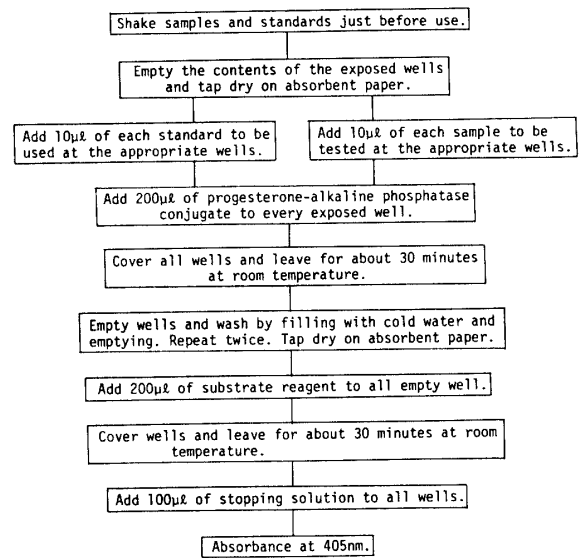 Shake samples and standards just before use.
Empty the contents of the exposed wells
and tap dry on absorbent paper.
Add 10µℓ of each standard to be
used at the appropriate wells.
Add 10µℓ of each sample to be
tested at the appropriate wells.
Add 200µℓ of progesterone-alkaline phosphatase
conjugate to every exposed well.
Cover all wells and leave for about 30 minutes
at room temperature.
Empty wells and wash by filling with cold water and
emptying. Repeat twice. Tap dry on absorbent paper.
Add 200µℓ of substrate reagent to all empty well.
Cover wells and leave for about 30 minutes at room
temperature.
Add 100µℓ of stopping solution to all wells.
Absorbance at 405nm.